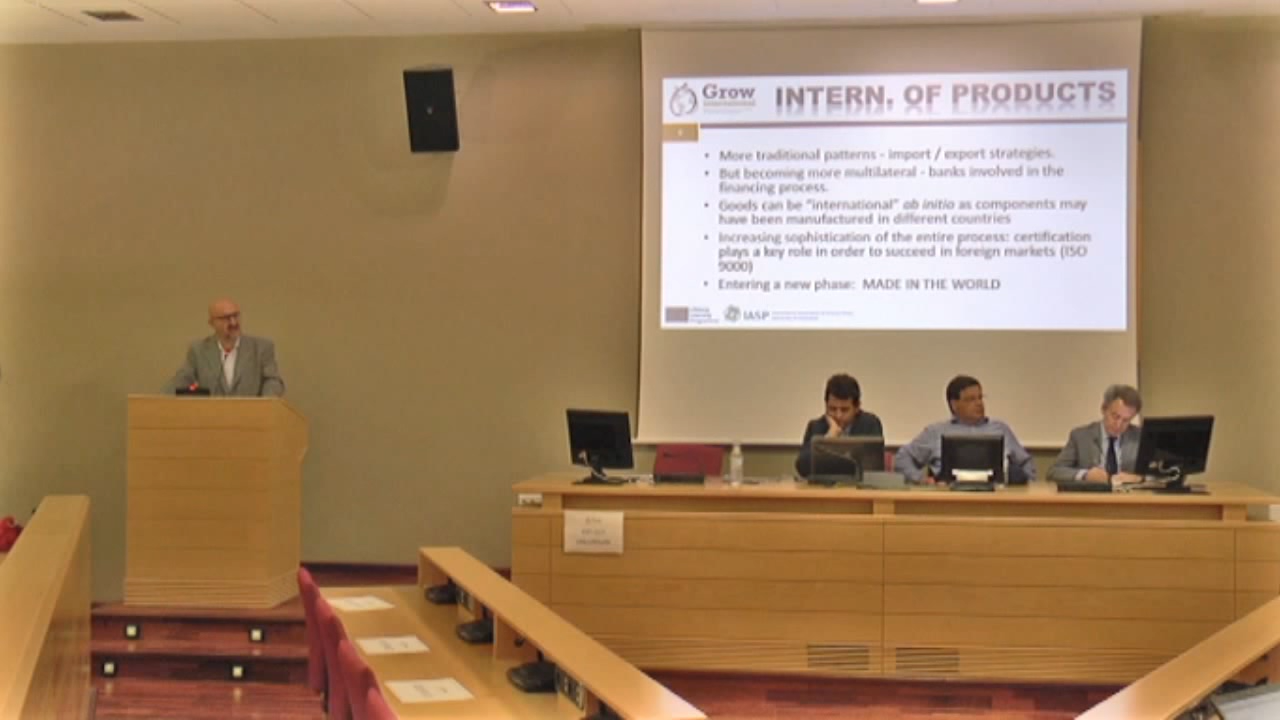 Grow
international
INTERN. OF PRODUCTS
• More traditional patterns - import / export strategies.
• But becoming more multilateral - banks involved in the
financing process.
• Goods can be "international" ab initio as components may
have been manufactured in different countries
• Increasing sophistication of the entire process: certification
plays a key role in order to succeed in foreign markets (ISO
9000)
• Entering a new phase: MADE IN THE WORLD
IASP